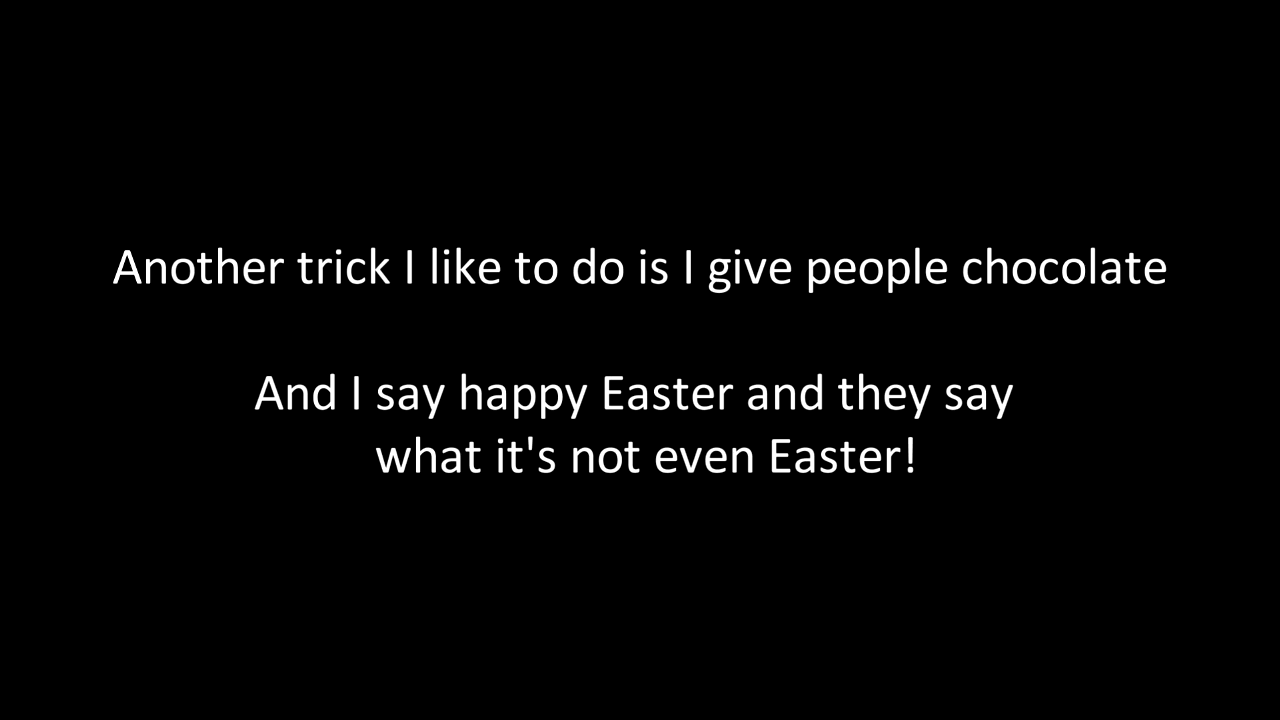 Another trick I like to do is I give people chocolate
And I say happy Easter and they say
what it's not even Easter!